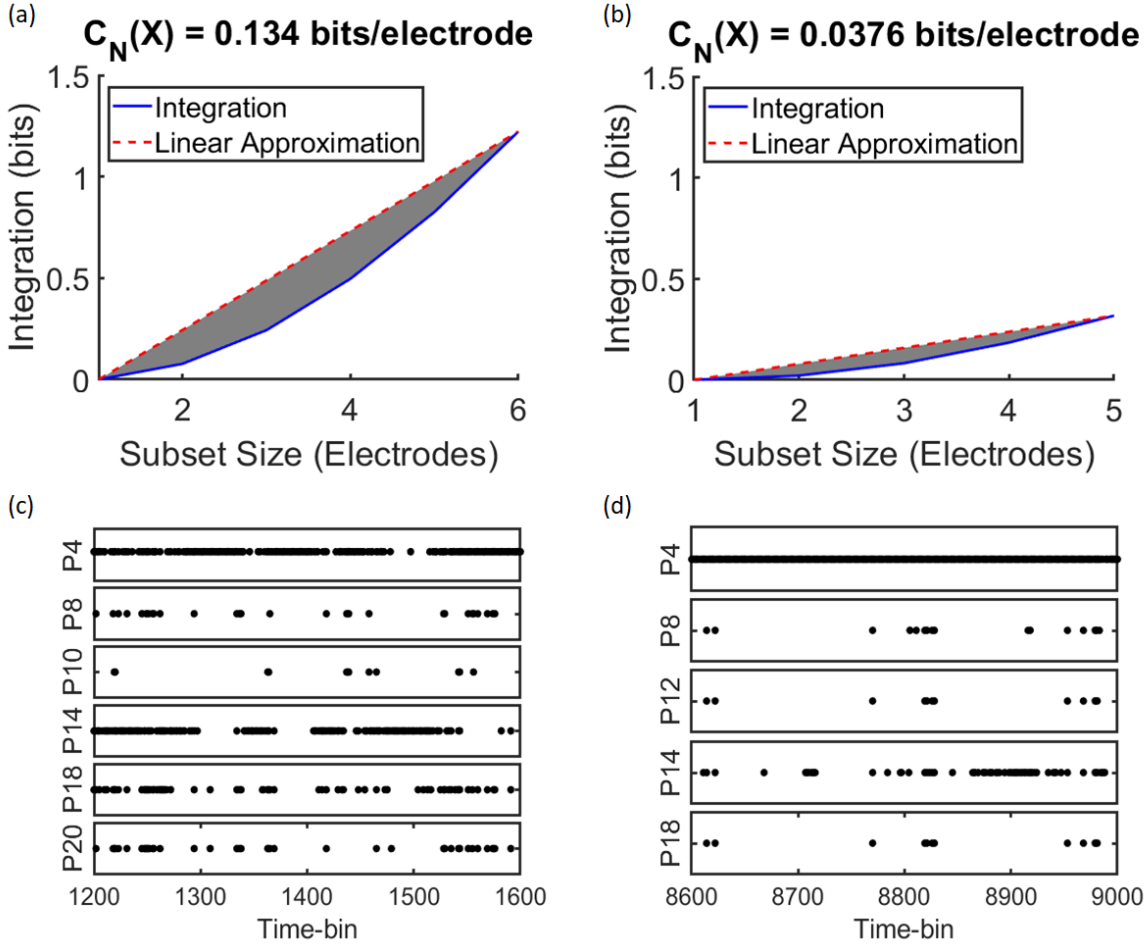 (a)
C_N(X) = 0.134 bits/electrode
1.5
1
0.5
0
Integration (bits)
Integration
Linear Approximation
2
4
6
Subset Size (Electrodes)
(b)
C_N(X) = 0.0376 bits/electrode
1.5
1
0.5
0
Integration (bits)
Integration
Linear Approximation
1
2
3
4
5
Subset Size (Electrodes)
(c)
P4
P8
P10
P14
P18
P20
1200
1300
1400
1500
1600
Time-bin
(d)
P4
P8
P12
P14
P18
8600
8700
8800
8900
9000
Time-bin